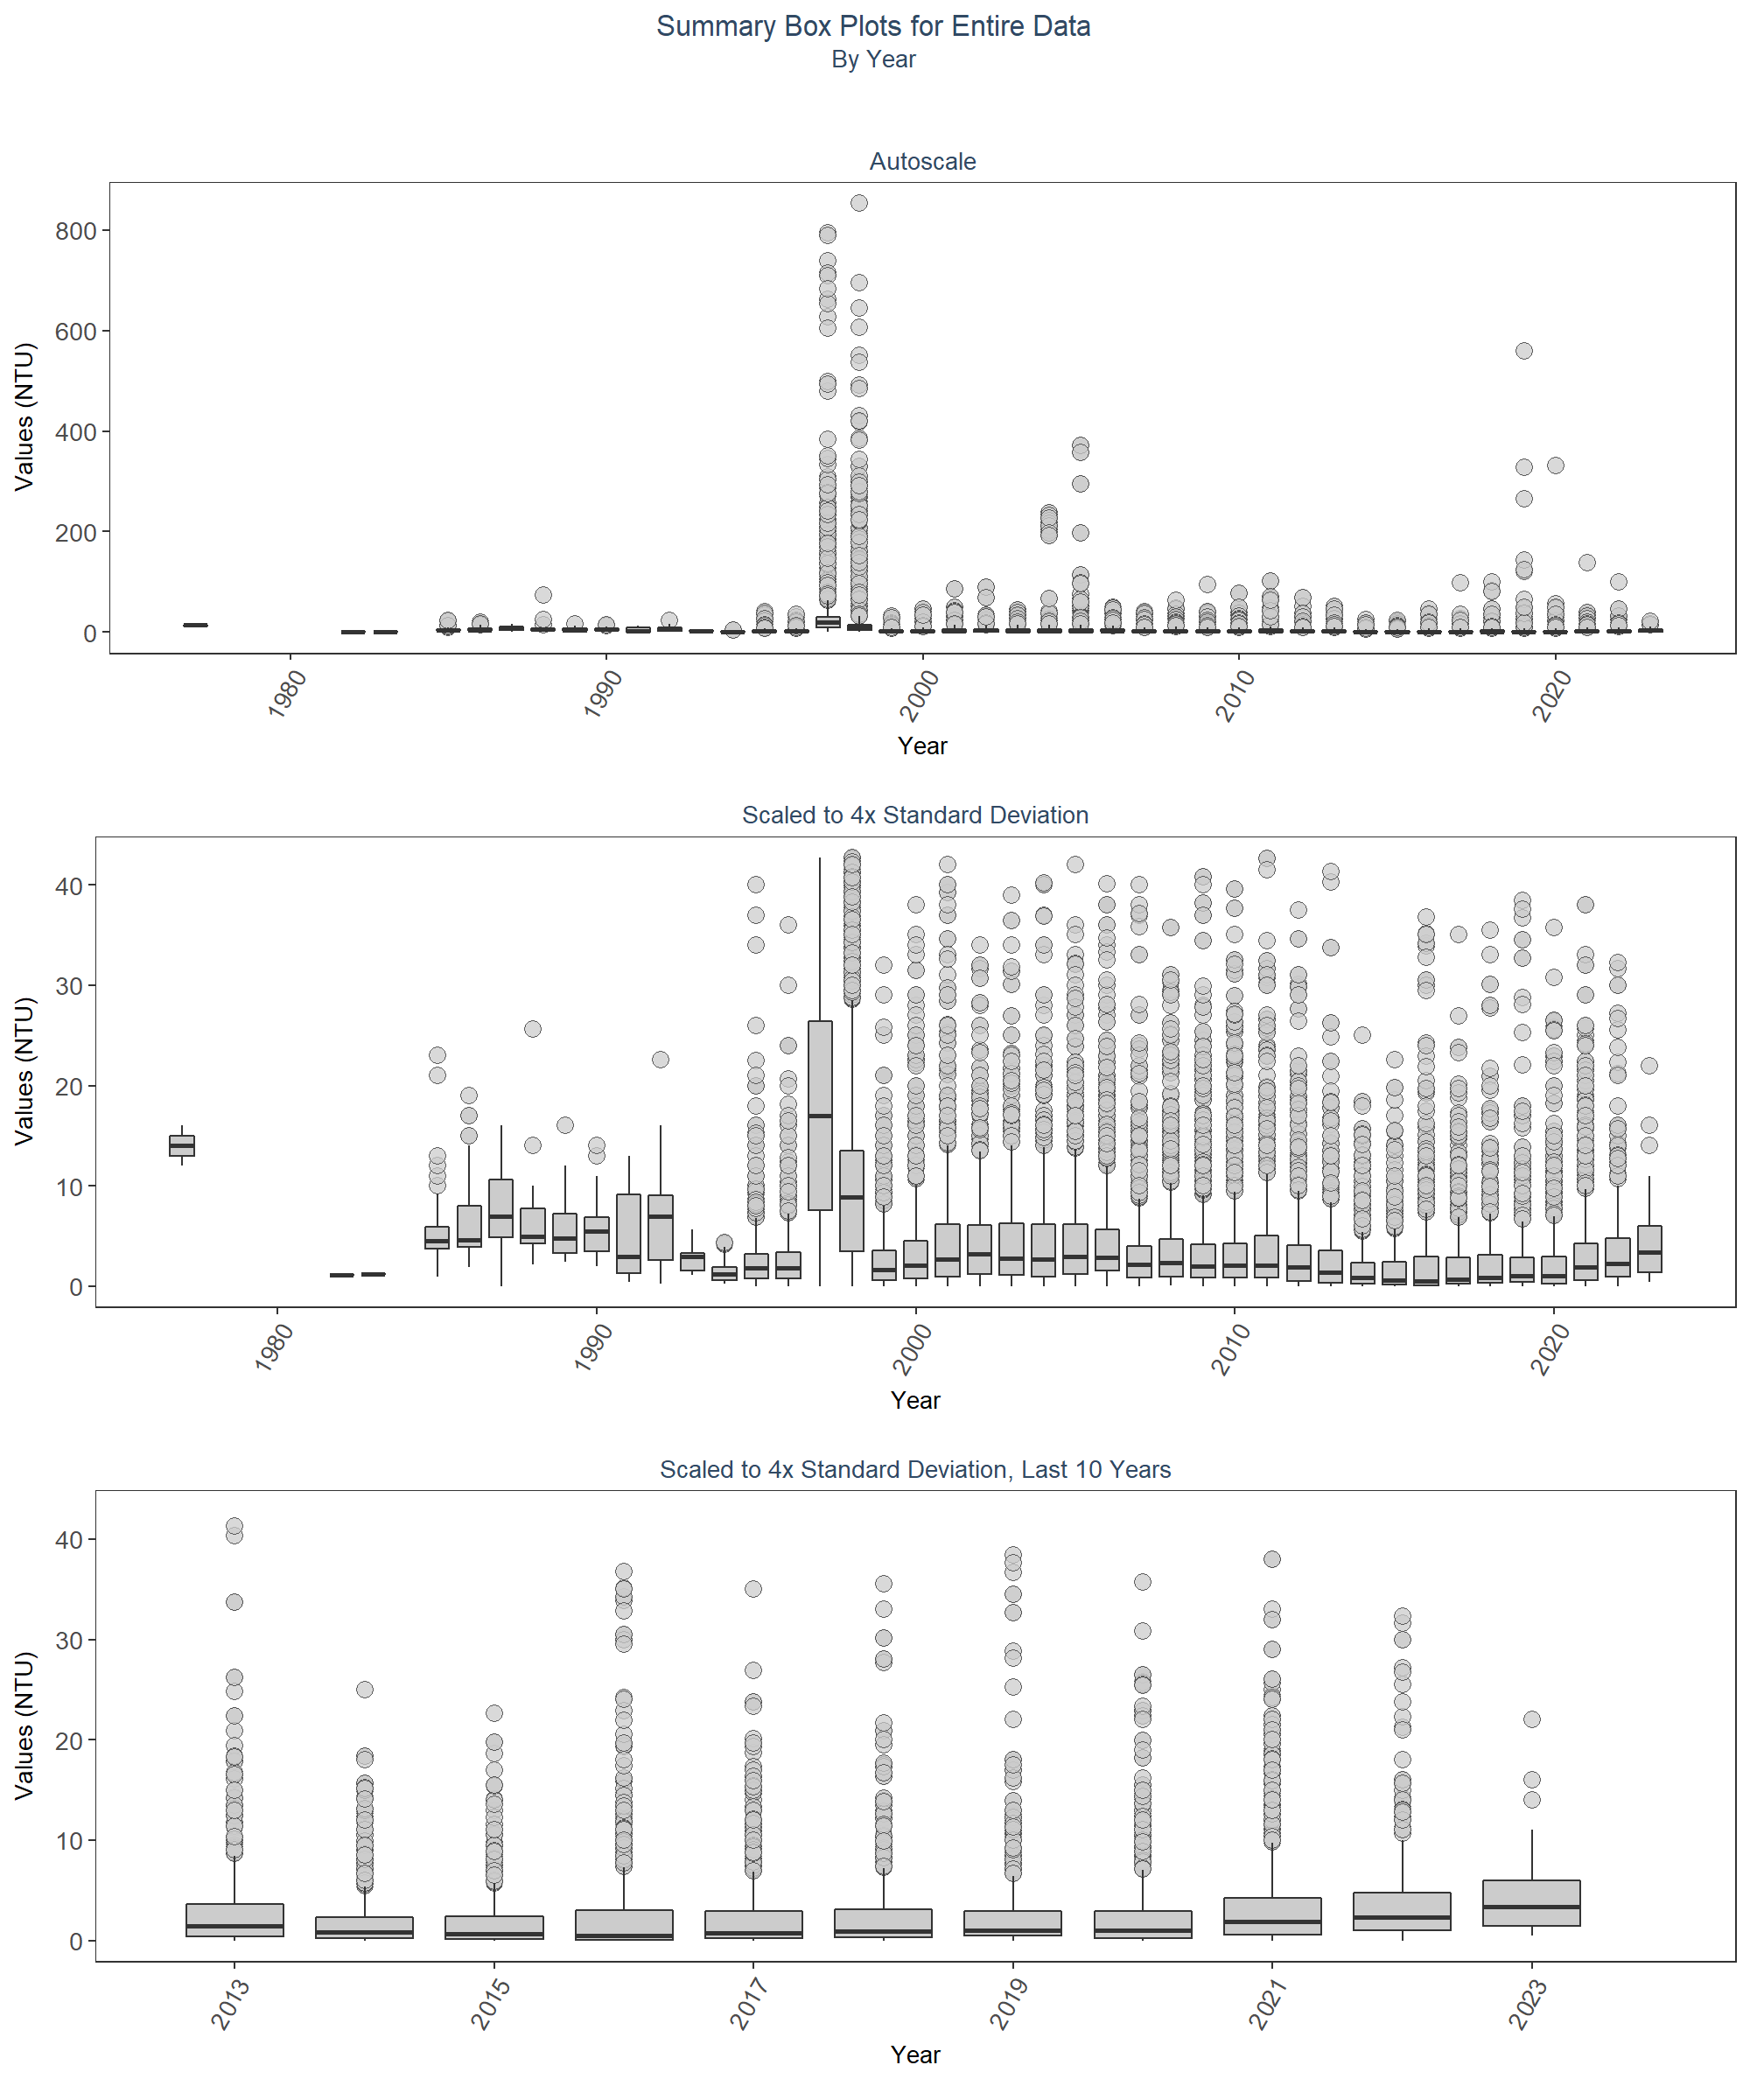 Summary Box Plots for Entire Data
By Year
Autoscale
Values (NTU)
800
600
400
200
0
1980
1990
2000
2010
2020
Year
Scaled to 4x Standard Deviation
Values (NTU)
40
30
20
10
0
1980
1990
2000
2010
2020
Year
Scaled to 4x Standard Deviation, Last 10 Years
Values (NTU)
40
30
20
10
0
2013
2015
2017
2019
2021
2023
Year